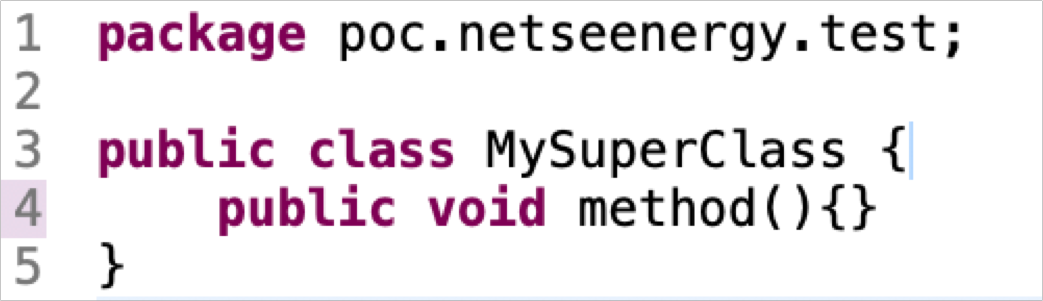 1 package poc.netseenergy.test;
2
3 public class MySuperClass {
4     public void method(){}
5 }